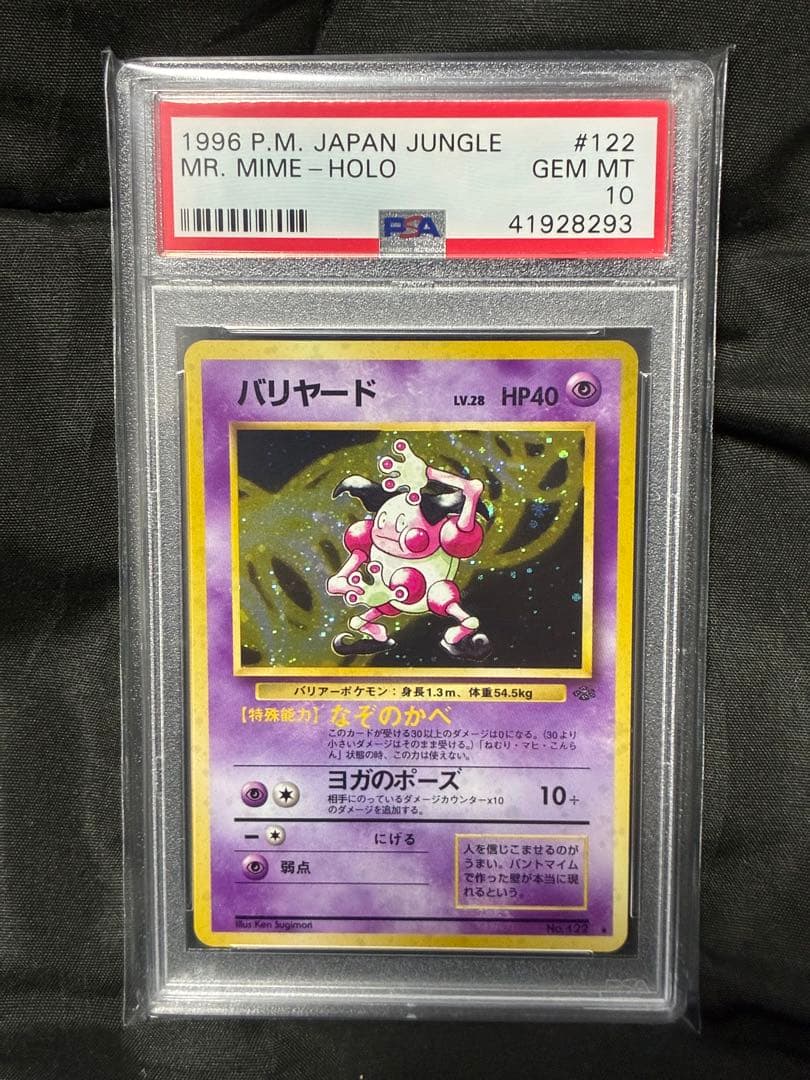 1996 P.M. JAPAN JUNGLE #122
MR. MIME - HOLO GEM MT
10
PSA 41928293
バリヤード LV.28 HP40
バリアーポケモン：身長1.3m、体重54.5kg
【特殊能力】なぞのかべ
このカードが受ける30以上のダメージは0になる。（30より
小さいダメージはそのまま受ける。）「ねむり・マヒ・こんら
ん」状態の時、この力は使えない。
ヨガのポーズ 10+
相手にのっているダメージカウンター×10
のダメージを追加する。
にげる
弱点
人を信じこませるのが
うまい。パントマイム
で作った壁が本当に現
れるという。
Illus.Ken Sugimori No.122
PSA